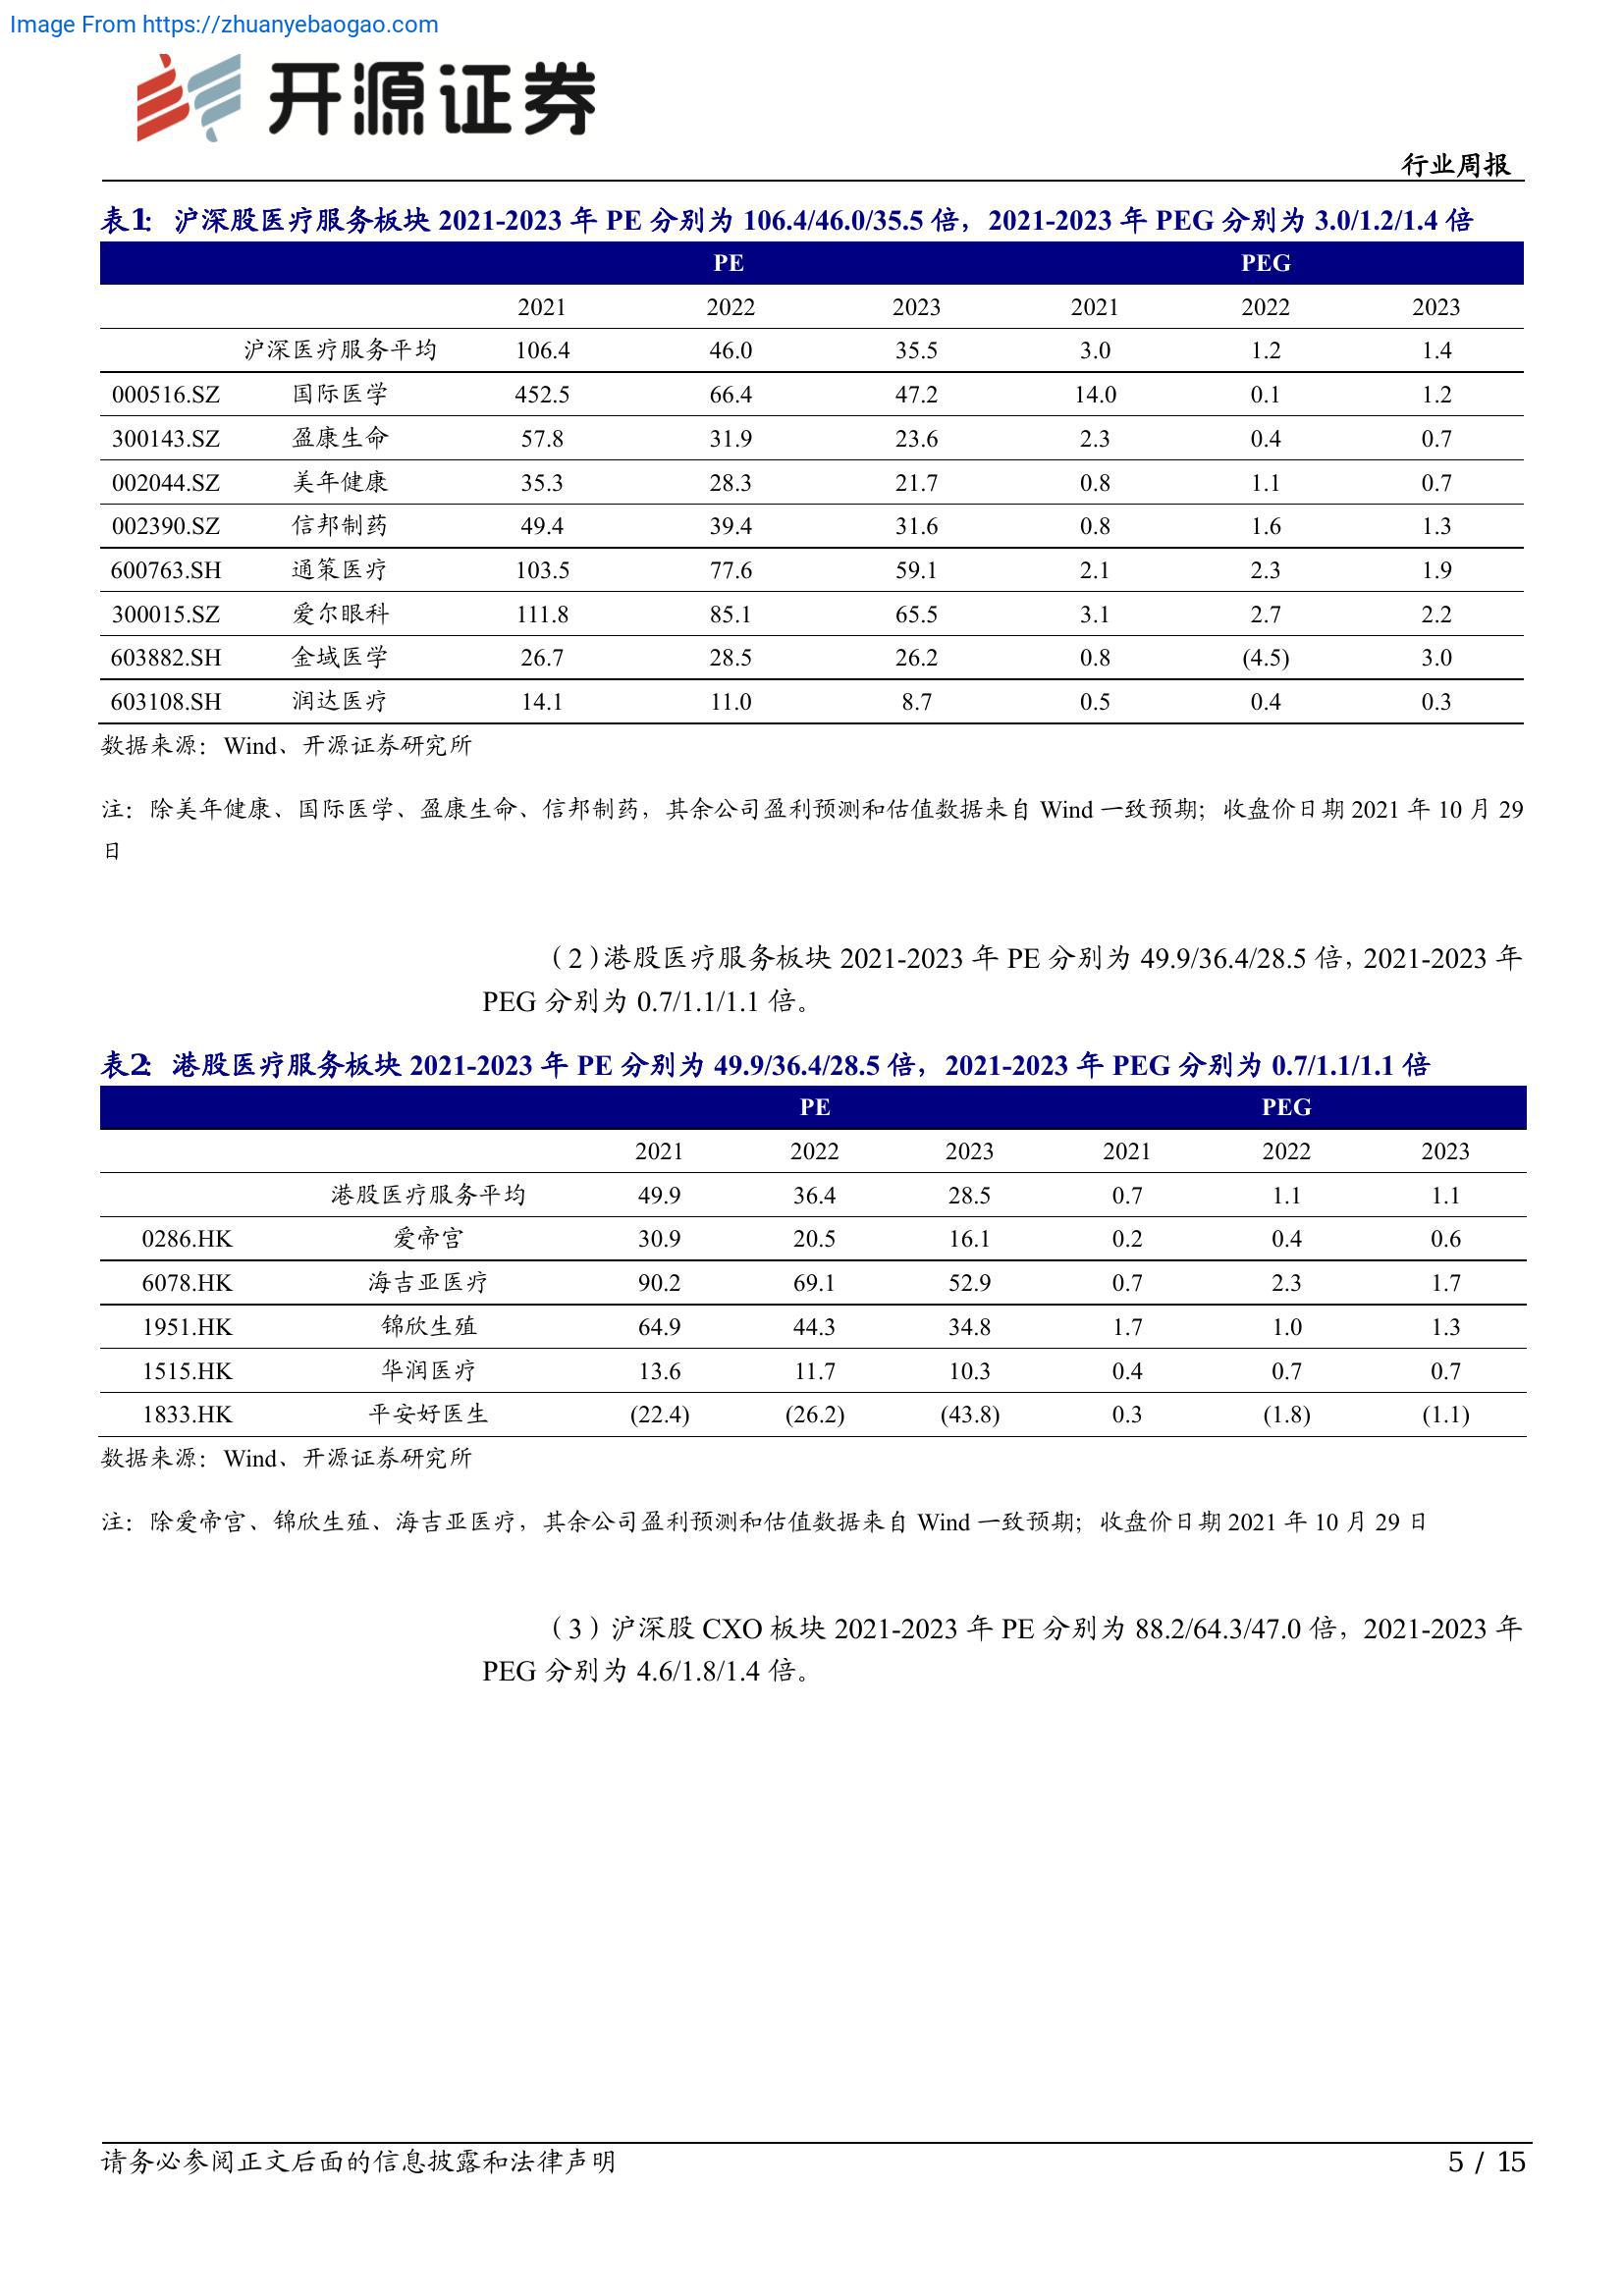 Image From https://zhuanyebaogao.com
开源证券
行业周报
表1： 沪深股医疗服务板块 2021-2023 年 PE 分别为 106.4/46.0/35.5 倍，2021-2023 年 PEG 分别为 3.0/1.2/1.4 倍
PE PEG
2021 2022 2023 2021 2022 2023
沪深医疗服务平均 106.4 46.0 35.5 3.0 1.2 1.4
000516.SZ 国际医学 452.5 66.4 47.2 14.0 0.1 1.2
300143.SZ 盈康生命 57.8 31.9 23.6 2.3 0.4 0.7
002044.SZ 美年健康 35.3 28.3 21.7 0.8 1.1 0.7
002390.SZ 信邦制药 49.4 39.4 31.6 0.8 1.6 1.3
600763.SH 通策医疗 103.5 77.6 59.1 2.1 2.3 1.9
300015.SZ 爱尔眼科 111.8 85.1 65.5 3.1 2.7 2.2
603882.SH 金域医学 26.7 28.5 26.2 0.8 (4.5) 3.0
603108.SH 润达医疗 14.1 11.0 8.7 0.5 0.4 0.3
数据来源：Wind、开源证券研究所
注：除美年健康、国际医学、盈康生命、信邦制药，其余公司盈利预测和估值数据来自 Wind 一致预期；收盘价日期 2021 年 10 月 29
日
（2）港股医疗服务板块 2021-2023 年 PE 分别为 49.9/36.4/28.5 倍，2021-2023 年
PEG 分别为 0.7/1.1/1.1 倍。
表2： 港股医疗服务板块 2021-2023 年 PE 分别为 49.9/36.4/28.5 倍，2021-2023 年 PEG 分别为 0.7/1.1/1.1 倍
PE PEG
2021 2022 2023 2021 2022 2023
港股医疗服务平均 49.9 36.4 28.5 0.7 1.1 1.1
0286.HK 爱帝宫 30.9 20.5 16.1 0.2 0.4 0.6
6078.HK 海吉亚医疗 90.2 69.1 52.9 0.7 2.3 1.7
1951.HK 锦欣生殖 64.9 44.3 34.8 1.7 1.0 1.3
1515.HK 华润医疗 13.6 11.7 10.3 0.4 0.7 0.7
1833.HK 平安好医生 (22.4) (26.2) (43.8) 0.3 (1.8) (1.1)
数据来源：Wind、开源证券研究所
注：除爱帝宫、锦欣生殖、海吉亚医疗，其余公司盈利预测和估值数据来自 Wind 一致预期；收盘价日期 2021 年 10 月 29 日
（3）沪深股 CXO 板块 2021-2023 年 PE 分别为 88.2/64.3/47.0 倍，2021-2023 年
PEG 分别为 4.6/1.8/1.4 倍。
请务必参阅正文后面的信息披露和法律声明 5 / 15